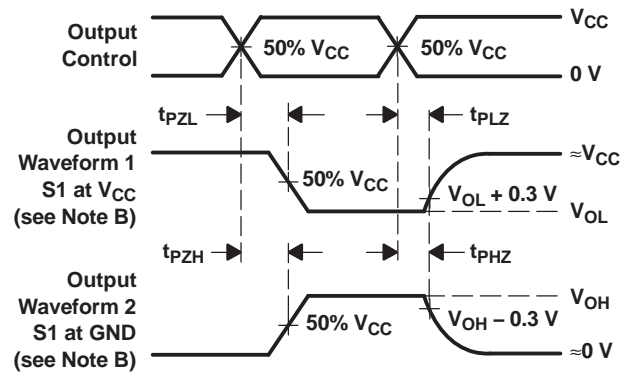 Output
Control
50% VCC
50% VCC
VCC
0 V
tPZL
tPLZ
Output
Waveform 1
S1 at VCC
(see Note B)
50% VCC
≈VCC
VOL + 0.3 V
VOL
tPZH
tPHZ
Output
Waveform 2
S1 at GND
(see Note B)
50% VCC
VOH
VOH – 0.3 V
≈0 V